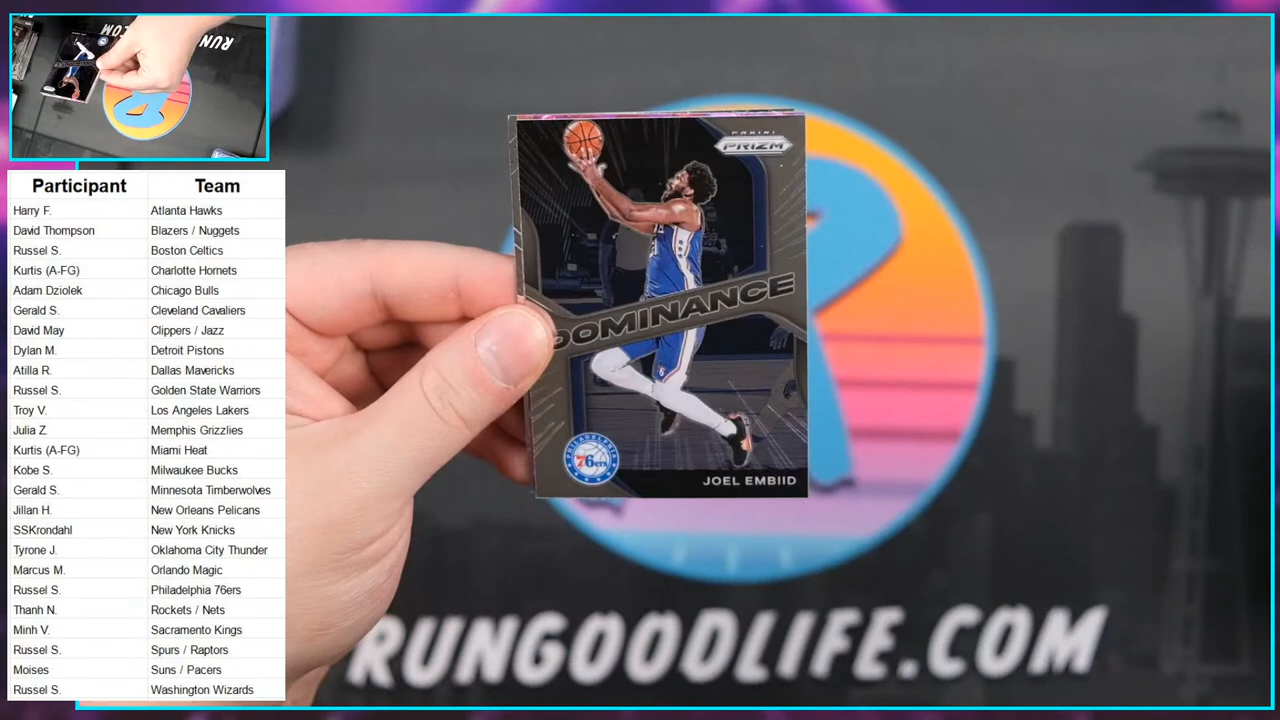 .COM
RUN
Participant Team
Harry F. Atlanta Hawks
David Thompson Blazers / Nuggets
Russel S. Boston Celtics
Kurtis (A-FG) Charlotte Hornets
Adam Dziolek Chicago Bulls
Gerald S. Cleveland Cavaliers
David May Clippers / Jazz
Dylan M. Detroit Pistons
Atilla R. Dallas Mavericks
Russel S. Golden State Warriors
Troy V. Los Angeles Lakers
Julia Z. Memphis Grizzlies
Kurtis (A-FG) Miami Heat
Kobe S. Milwaukee Bucks
Gerald S. Minnesota Timberwolves
Jillan H. New Orleans Pelicans
SSKrondahl New York Knicks
Tyrone J. Oklahoma City Thunder
Marcus M. Orlando Magic
Russel S. Philadelphia 76ers
Thanh N. Rockets / Nets
Minh V. Sacramento Kings
Russel S. Spurs / Raptors
Moises Suns / Pacers
Russel S. Washington Wizards
PANINI
PRIZM
DOMINANCE
PHILADELPHIA
76ers
JOEL EMBIID
RUNGOODLIFE.COM